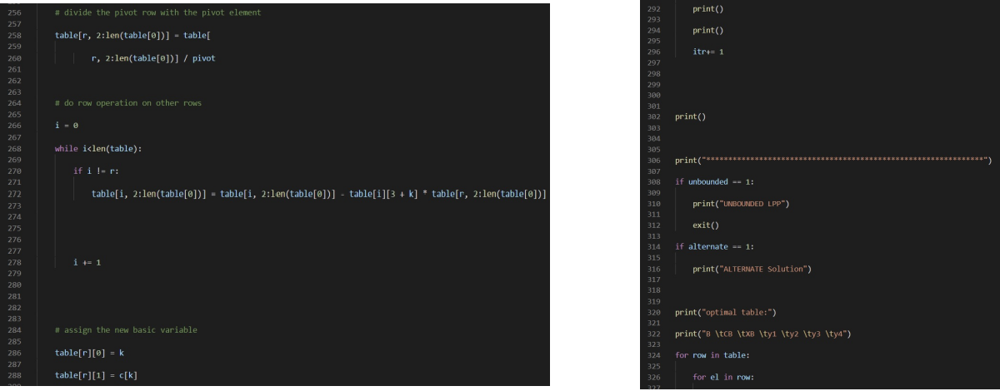 256 # divide the pivot row with the pivot element
257
258 table[r, 2:len(table[0])] = table[
259
260 r, 2:len(table[0])] / pivot
261
262
263
264 # do row operation on other rows
265
266 i = 0
267
268 while i<len(table):
269
270 if i != r:
271
272 table[i, 2:len(table[0])] = table[i, 2:len(table[0])] - table[i][3 + k] * table[r, 2:len(table[0])]
273
274
275
276
277
278 i += 1
279
280
281
282
283
284 # assign the new basic variable
285
286 table[r][0] = k
287
288 table[r][1] = c[k]
292 print()
293
294 print()
295
296 itr+= 1
297
298
299
300
301
302 print()
303
304
305
306 print("***************************************************************")
307
308 if unbounded == 1:
309
310 print("UNBOUNDED LPP")
311
312 exit()
313
314 if alternate == 1:
315
316 print("ALTERNATE Solution")
317
318
319
320 print("optimal table:")
321
322 print("B \tCB \tXB \ty1 \ty2 \ty3 \ty4")
323
324 for row in table:
325
326 for el in row:
327